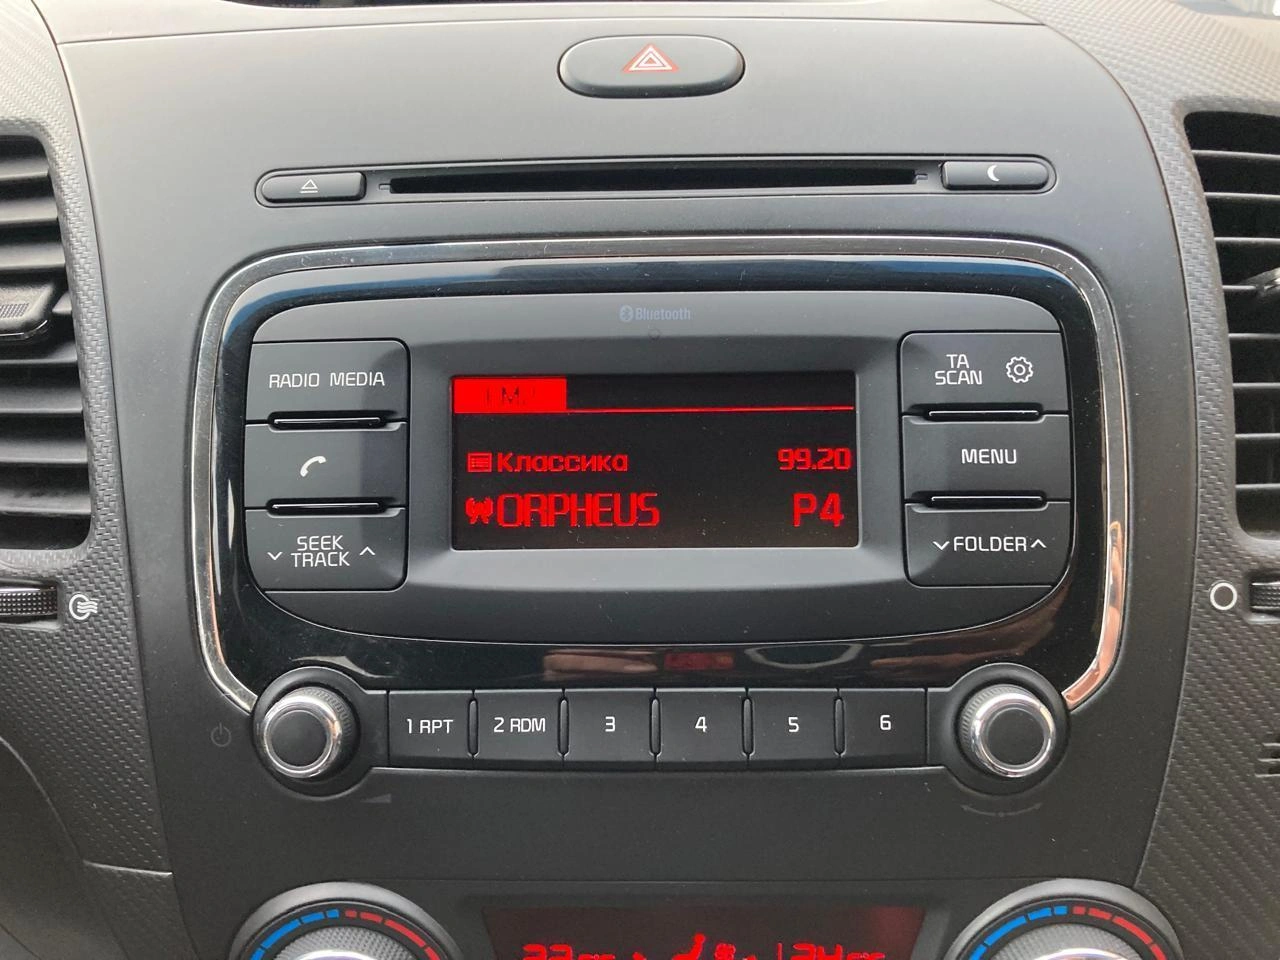 Bluetooth
RADIO MEDIA
TA
SCAN
Классика 99.20
MENU
ORPHEUS P4
SEEK
TRACK
FOLDER
1 RPT
2 RDM
3
4
5
6